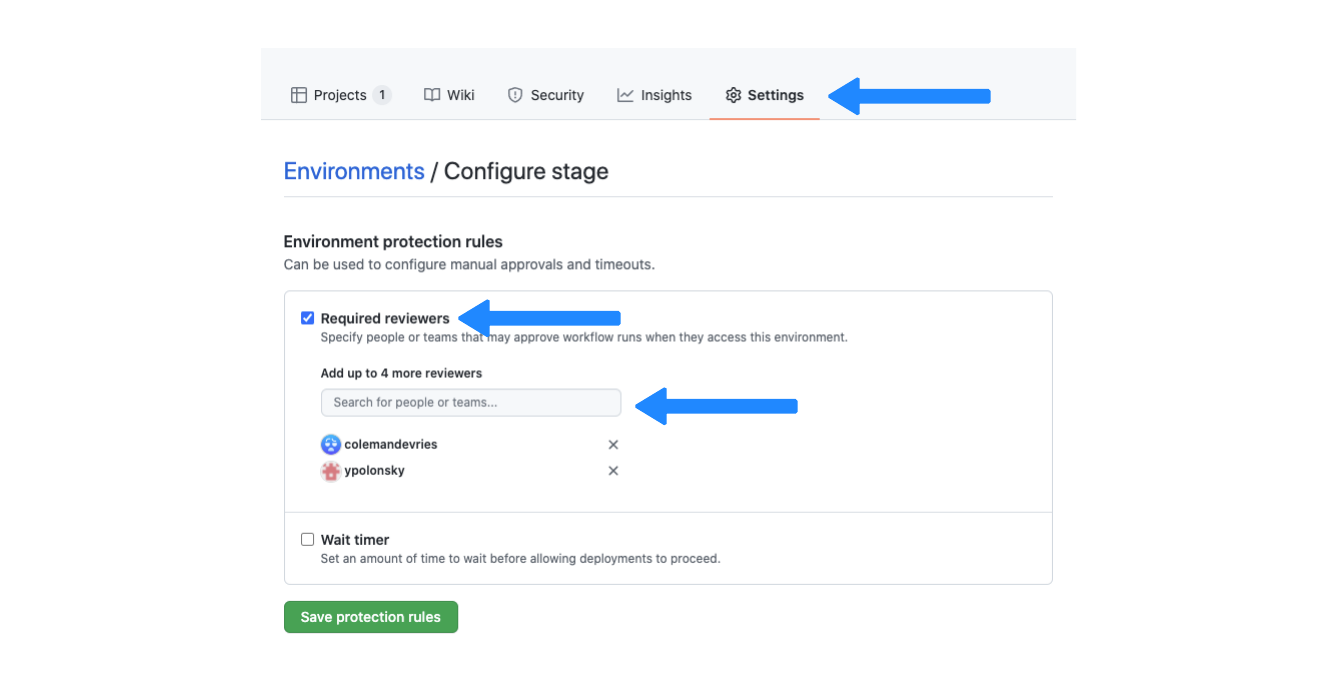 Projects 1 Wiki Security Insights Settings
Environments / Configure stage
Environment protection rules
Can be used to configure manual approvals and timeouts.
Required reviewers
Specify people or teams that may approve workflow runs when they access this environment.
Add up to 4 more reviewers
Search for people or teams...
colemandevries
ypolonsky
Wait timer
Set an amount of time to wait before allowing deployments to proceed.
Save protection rules